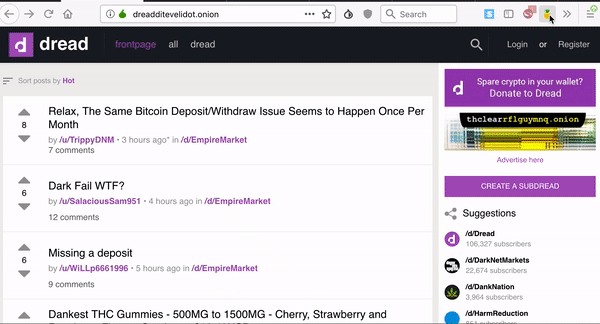 dreadditevelidot.onion
Search
dread
frontpage all dread
Login or Register
Sort posts by Hot
8
Relax, The Same Bitcoin Deposit/Withdraw Issue Seems to Happen Once Per
Month
by /u/TrippyDNM • 3 hours ago* in /d/EmpireMarket
7 comments
6
Dark Fail WTF?
by /u/SalaciousSam951 • 4 hours ago in /d/EmpireMarket
12 comments
6
Missing a deposit
by /u/WiLLp6661996 • 5 hours ago in /d/EmpireMarket
9 comments
Dankest THC Gummies - 500MG to 1500MG - Cherry, Strawberry and
Spare crypto in your wallet?
Donate to Dread
thclearrflguymnq.onion
Advertise here
CREATE A SUBDREAD
Suggestions
/d/Dread
106,327 subscribers
/d/DarkNetMarkets
22,674 subscribers
/d/DankNation
3,964 subscribers
/d/HarmReduction